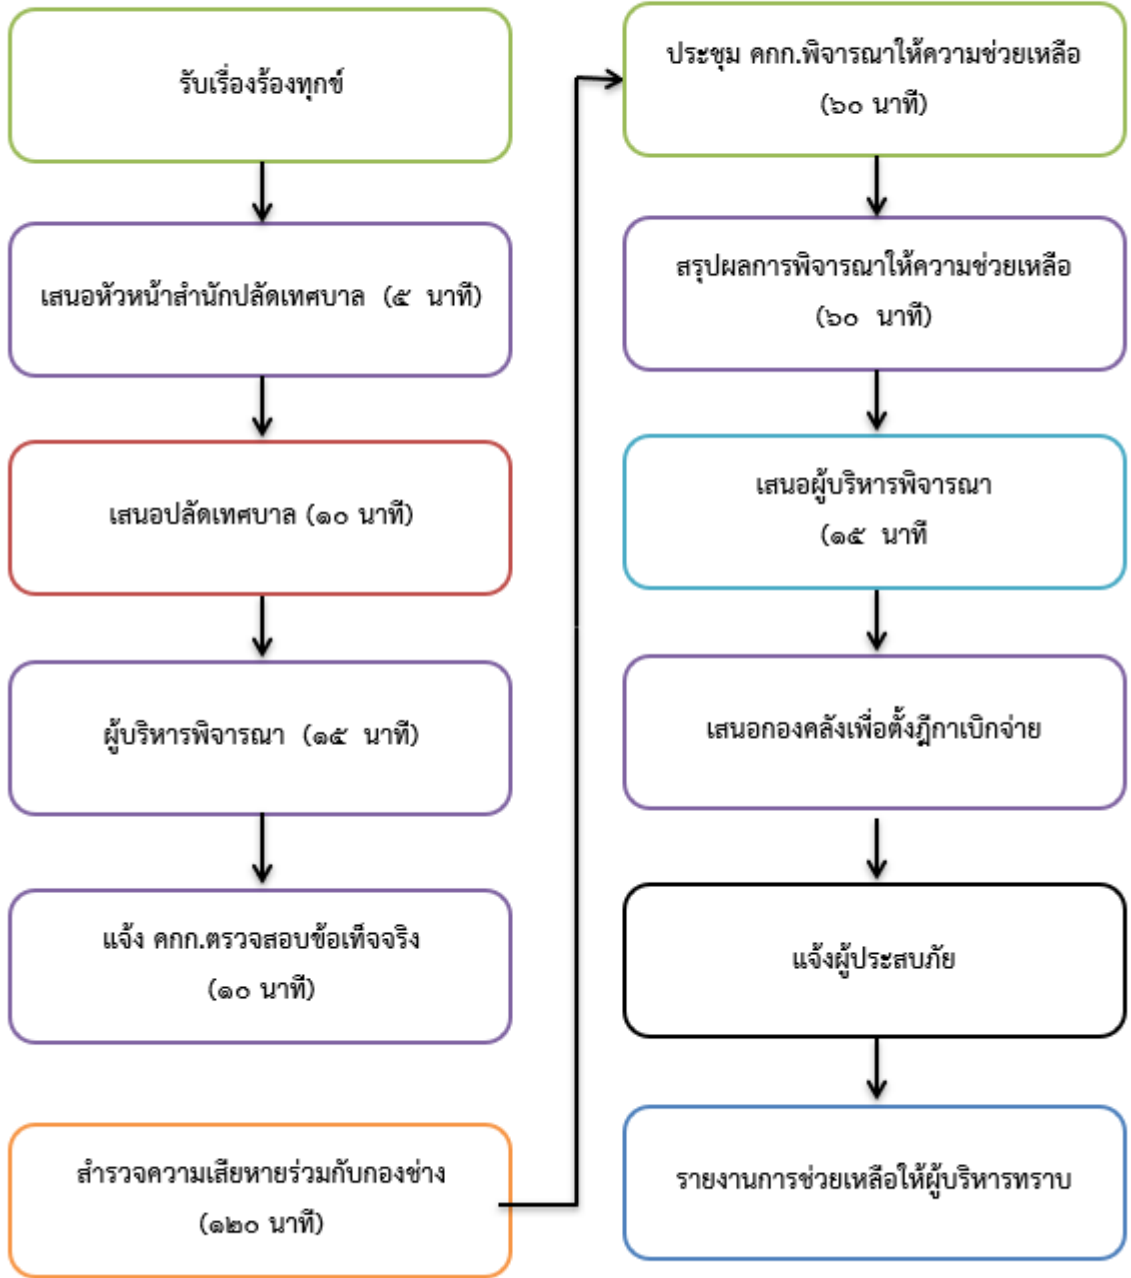 รับเรื่องร้องทุกข์
เสนอหัวหน้าสำนักปลัดเทศบาล (๕ นาที)
เสนอปลัดเทศบาล (๑๐ นาที)
ผู้บริหารพิจารณา (๑๕ นาที)
แจ้ง คกก.ตรวจสอบข้อเท็จจริง
(๑๐ นาที)
สำรวจความเสียหายร่วมกับกองช่าง
(๑๒๐ นาที)
ประชุม คกก.พิจารณาให้ความช่วยเหลือ
(๖๐ นาที)
สรุปผลการพิจารณาให้ความช่วยเหลือ
(๖๐ นาที)
เสนอผู้บริหารพิจารณา
(๑๕ นาที
เสนอกองคลังเพื่อตั้งฎีกาเบิกจ่าย
แจ้งผู้ประสบภัย
รายงานการช่วยเหลือให้ผู้บริหารทราบ